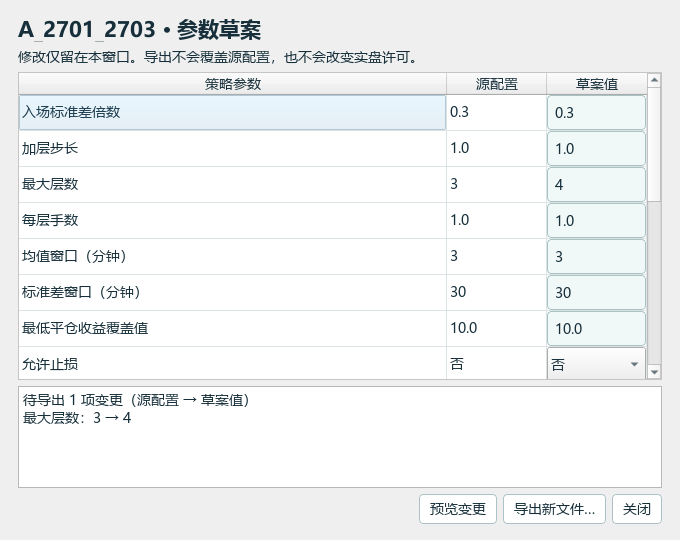 A_2701_2703 • 参数草案
修改仅留在本窗口。导出不会覆盖源配置，也不会改变实盘许可。
策略参数 源配置 草案值
入场标准差倍数 0.3 0.3
加层步长 1.0 1.0
最大层数 3 4
每层手数 1.0 1.0
均值窗口（分钟） 3 3
标准差窗口（分钟） 30 30
最低平仓收益覆盖值 10.0 10.0
允许止损 否 否
待导出 1 项变更（源配置 → 草案值）
最大层数：3 → 4
预览变更 导出新文件... 关闭